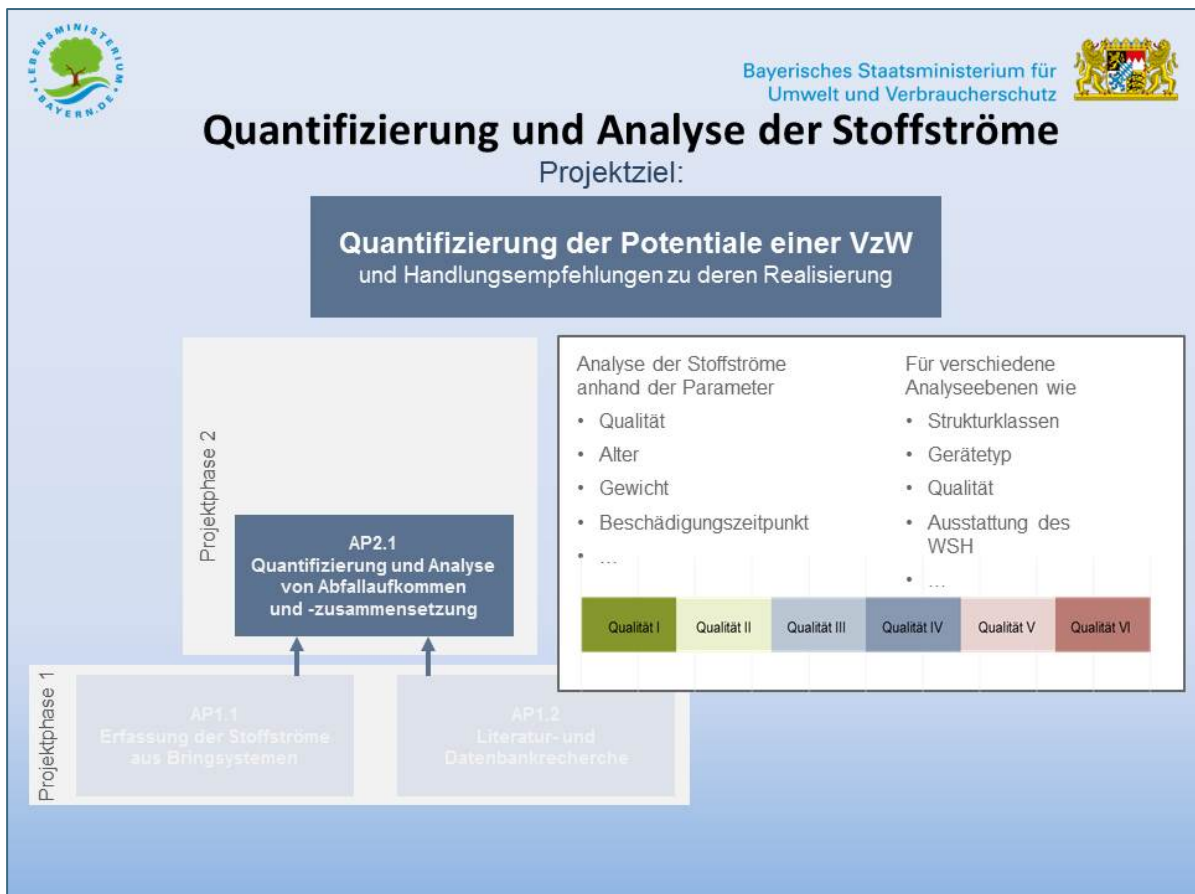 LEBENSMINISTERIUM
BAYERN.DE
Bayerisches Staatsministerium für
Umwelt und Verbraucherschutz
Quantifizierung und Analyse der Stoffströme
Projektziel:
Quantifizierung der Potentiale einer VzW
und Handlungsempfehlungen zu deren Realisierung
Projektphase 2
AP2.1
Quantifizierung und Analyse
von Abfallaufkommen
und -zusammensetzung
Analyse der Stoffströme
anhand der Parameter
• Qualität
• Alter
• Gewicht
• Beschädigungszeitpunkt
• ...
Für verschiedene
Analyseebenen wie
• Strukturklassen
• Gerätetyp
• Qualität
• Ausstattung des
WSH
• ...
Qualität I
Qualität II
Qualität III
Qualität IV
Qualität V
Qualität VI
Projektphase 1
AP1.1
Erfassung der Stoffströme
aus Bringsystemen
AP1.2
Literatur- und
Datenbankrecherche